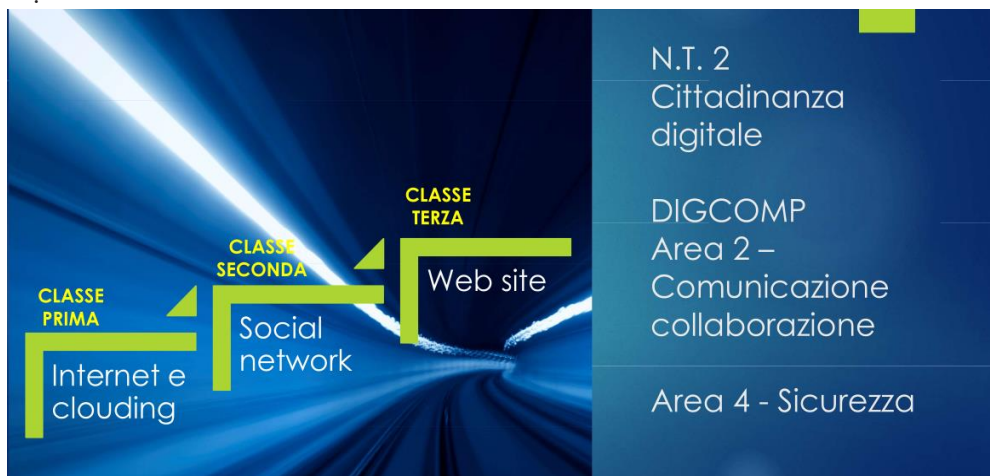 CLASSE
PRIMA
Internet e
clouding
CLASSE
SECONDA
Social
network
CLASSE
TERZA
Web site
N.T. 2
Cittadinanza
digitale
DIGCOMP
Area 2 –
Comunicazione
collaborazione
Area 4 - Sicurezza